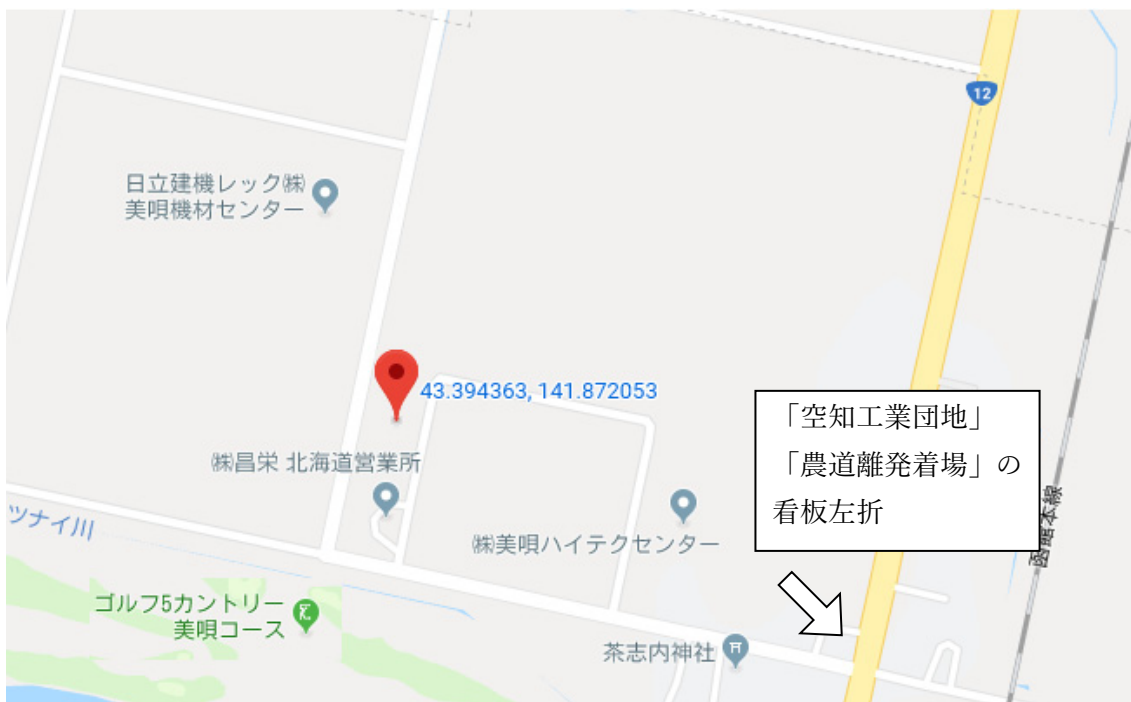 12
日立建機レック㈱
美唄機材センター
43.394363, 141.872053
「空知工業団地」
「農道離発着場」の
看板左折
㈱昌栄 北海道営業所
函館本線
ツナイ川
㈱美唄ハイテクセンター
ゴルフ5カントリー
美唄コース
茶志内神社